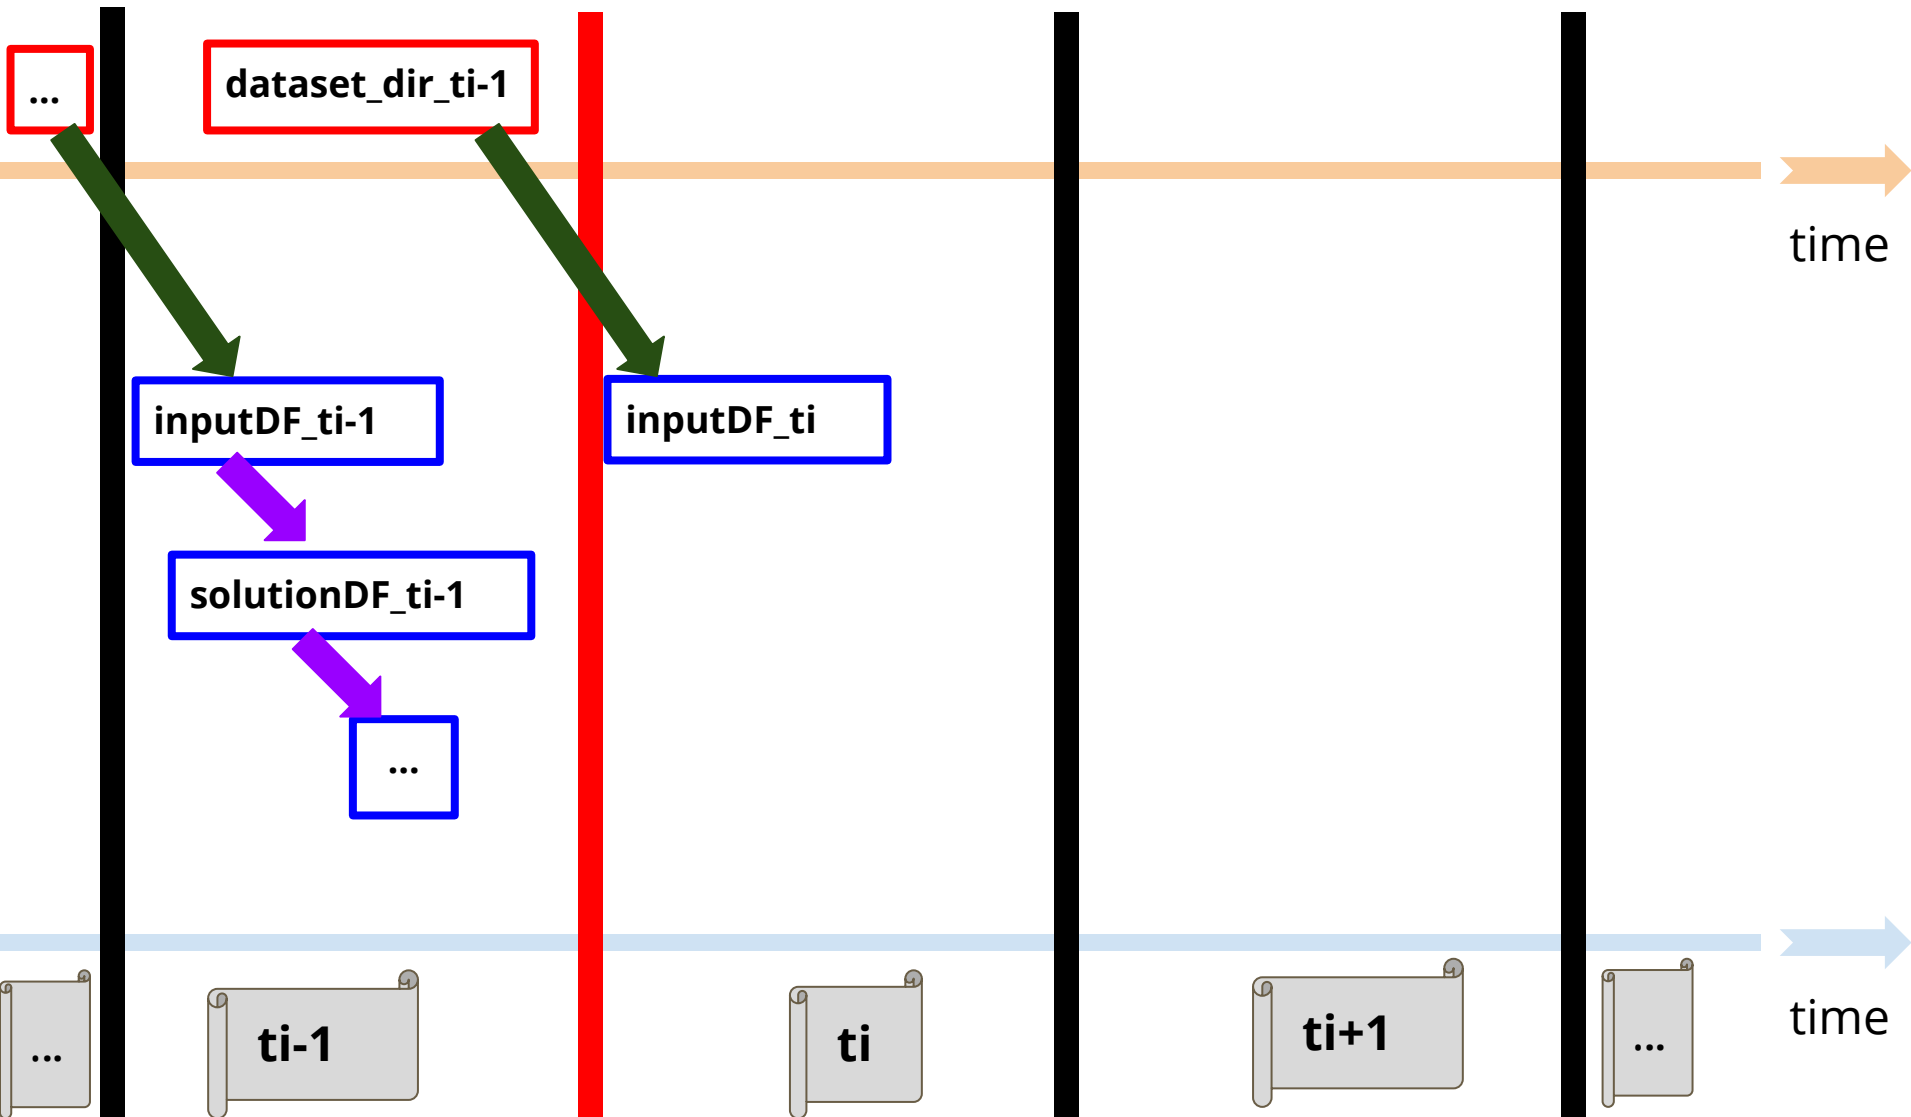 ...
dataset_dir_ti-1
time
inputDF_ti-1
inputDF_ti
solutionDF_ti-1
...
...
ti-1
ti
ti+1
...
time